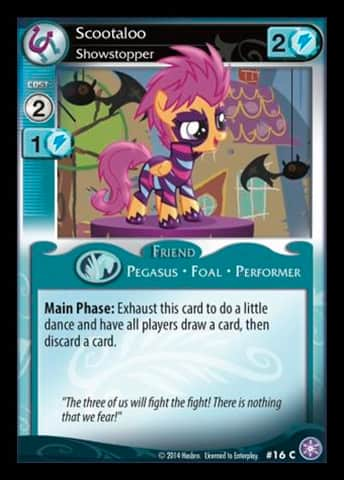 Scootaloo
Showstopper
2
COST:
2
1
FRIEND
PEGASUS • FOAL • PERFORMER
Main Phase: Exhaust this card to do a little
dance and have all players draw a card, then
discard a card.
"The three of us will fight the fight! There is nothing
that we fear!"
© 2014 Hasbro. Licensed to Enterplay. #16 C